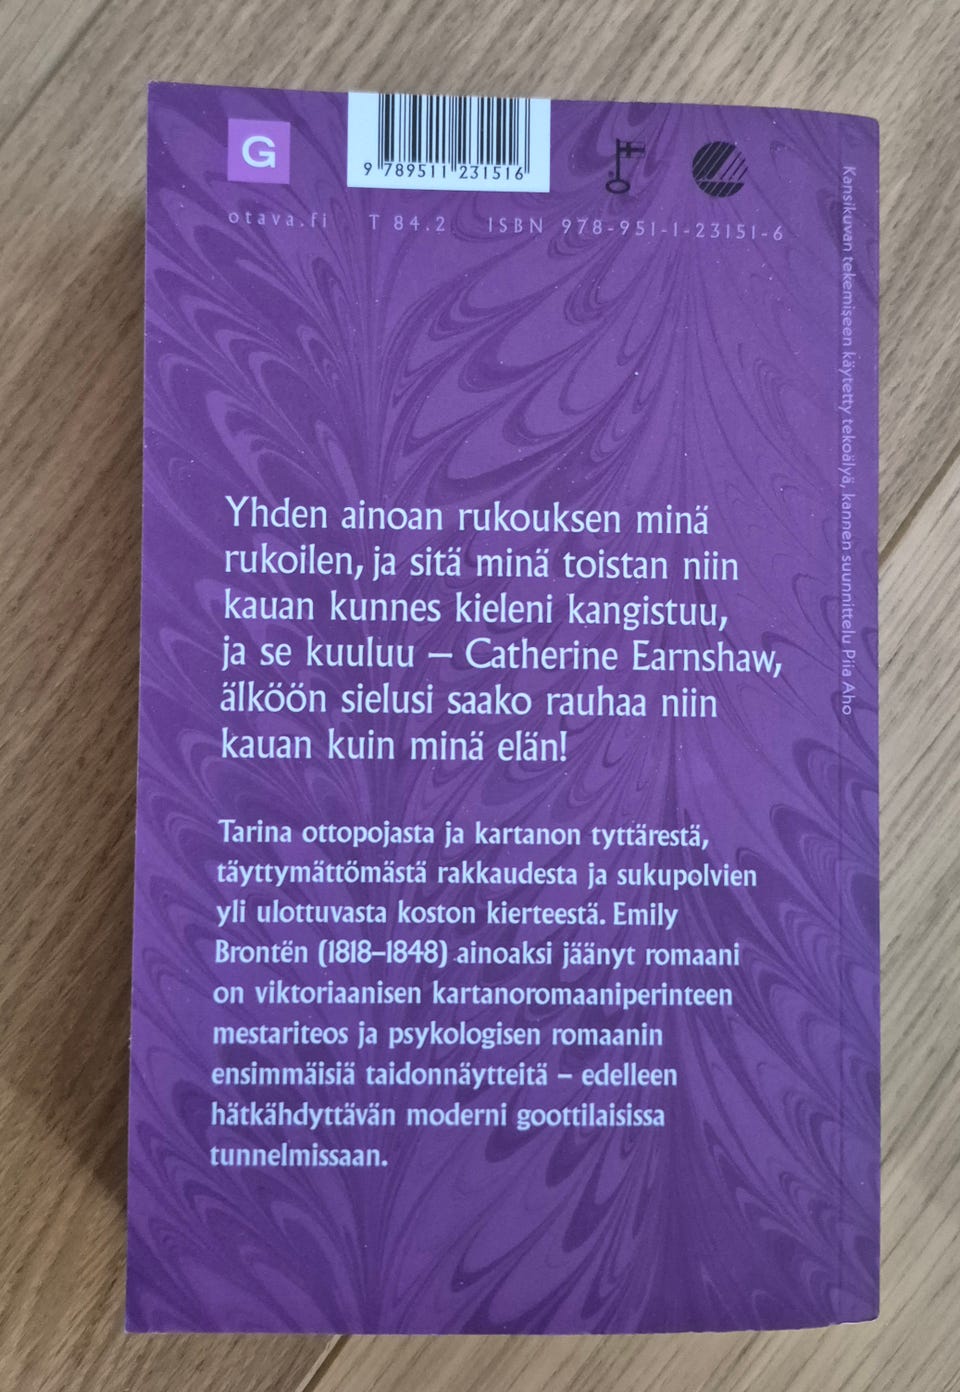 G
9 789511 231516
otava.fi T 84.2 ISBN 978-951-1-23151-6
Yhden ainoan rukouksen minä
rukoilen, ja sitä minä toistan niin
kauan kunnes kieleni kangistuu,
ja se kuuluu – Catherine Earnshaw,
älköön sielusi saako rauhaa niin
kauan kuin minä elän!
Tarina ottopojasta ja kartanon tyttärestä,
täyttymättömästä rakkaudesta ja sukupolvien
yli ulottuvasta koston kierteestä. Emily
Brontën (1818–1848) ainoaksi jäänyt romaani
on viktoriaanisen kartanoromaaniperinteen
mestariteos ja psykologisen romaanin
ensimmäisiä taidonnäytteitä – edelleen
hätkähdyttävän moderni goottilaisissa
tunnelmissaan.
Kansikuvan tekemiseen käytetty tekoälyä, kannen suunnittelu Piia Aho